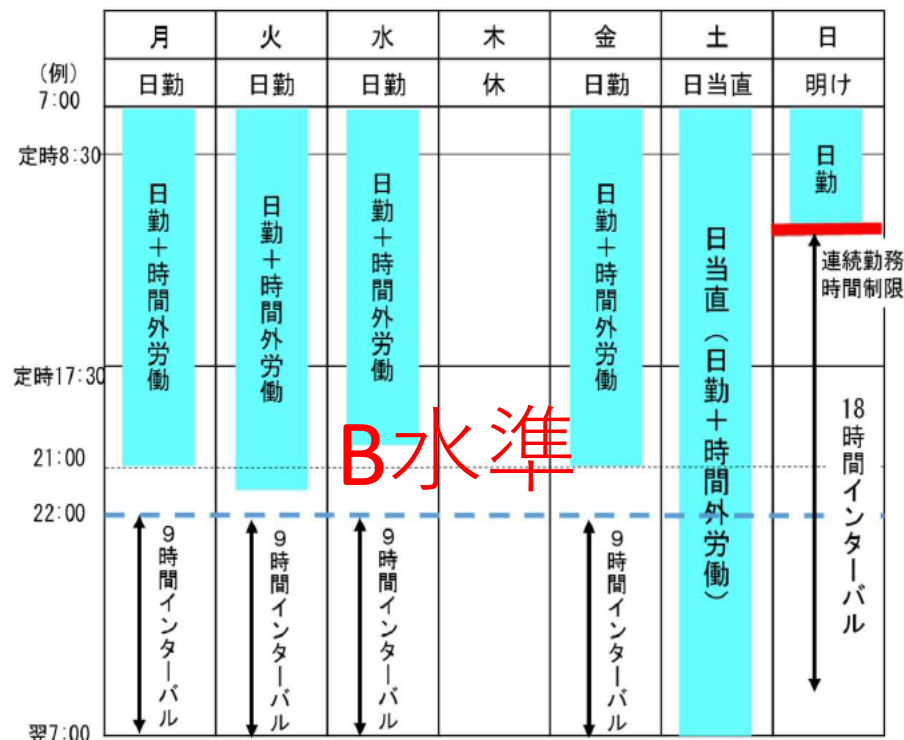 月 火 水 木 金 土 日
(例)
7:00
日勤 日勤 日勤 休 日勤 日当直 明け
定時8:30
日勤＋時間外労働
日勤＋時間外労働
日勤＋時間外労働
日勤＋時間外労働
日当直（日勤＋時間外労働）
日勤
連続勤務
時間制限
定時17:30
B水準
21:00
22:00
9時間インターバル
9時間インターバル
9時間インターバル
9時間インターバル
18時間インターバル
翌7:00